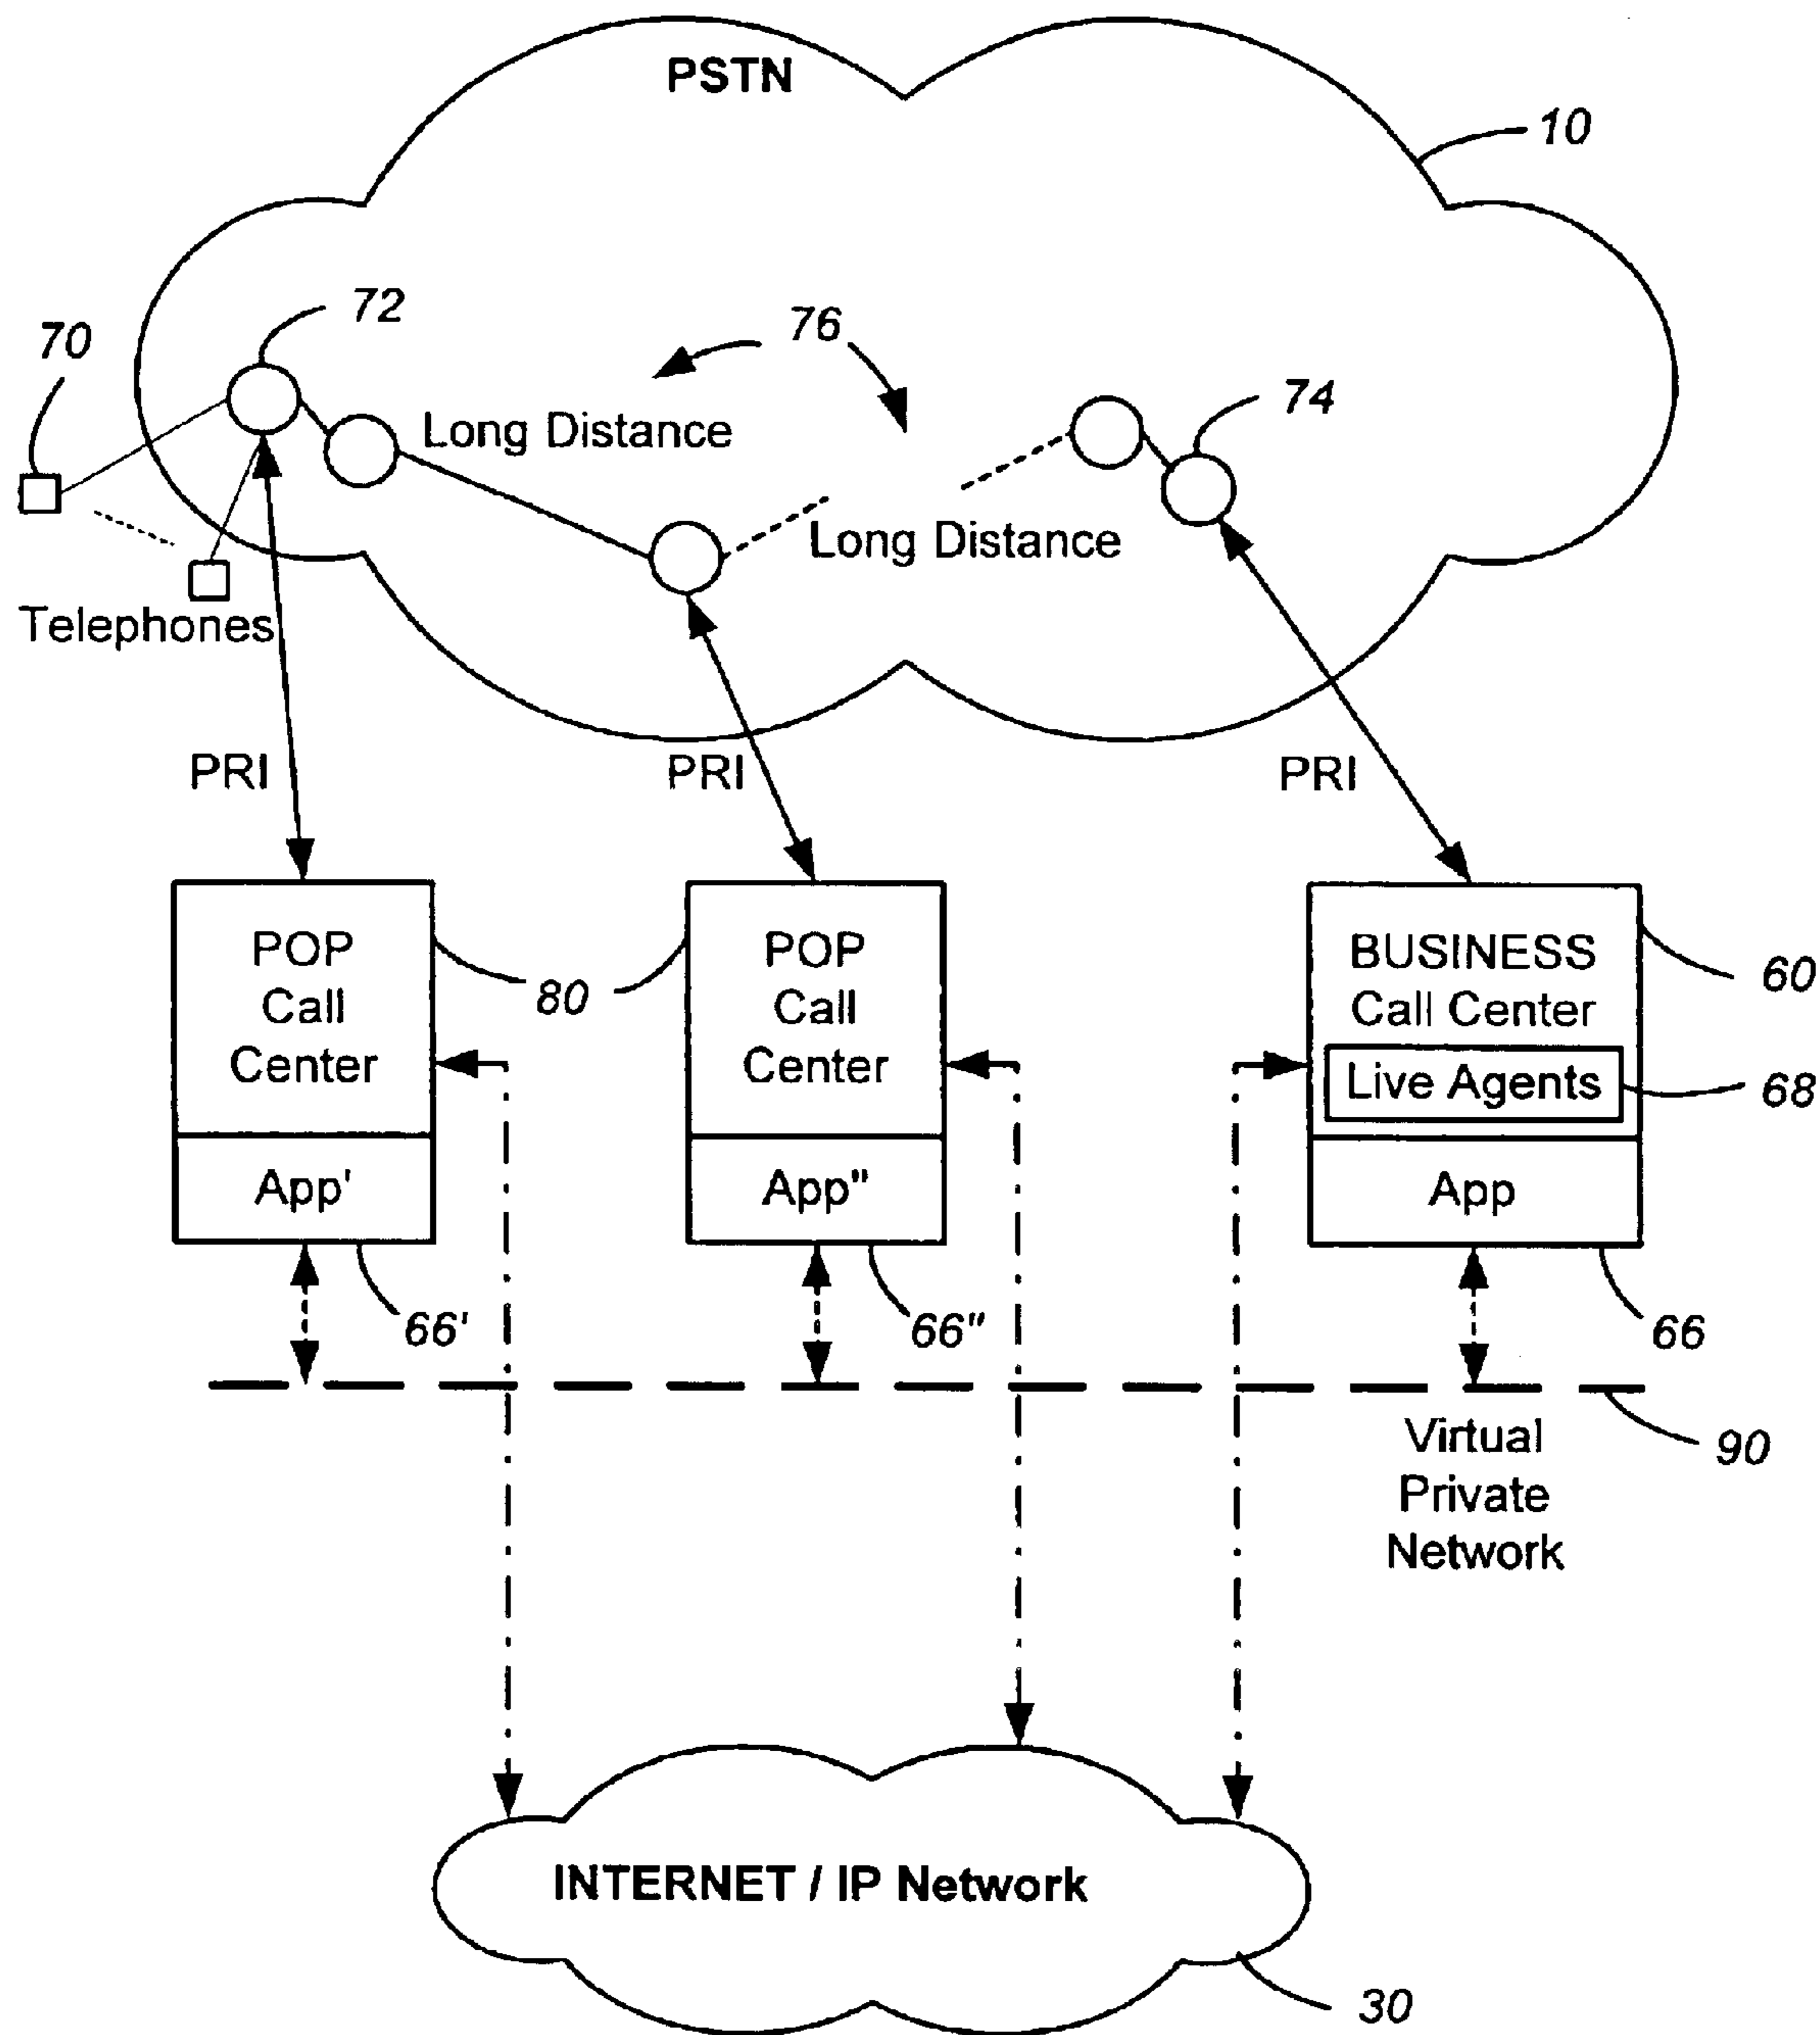 PSTN
10
72
70
76
74
Long Distance
Long Distance
Telephones
PRI
PRI
PRI
POP
Call
Center
80
POP
Call
Center
BUSINESS
Call Center
60
Live Agents
68
App'
App"
App
66'
66"
66
Virtual
Private
Network
90
INTERNET / IP Network
30